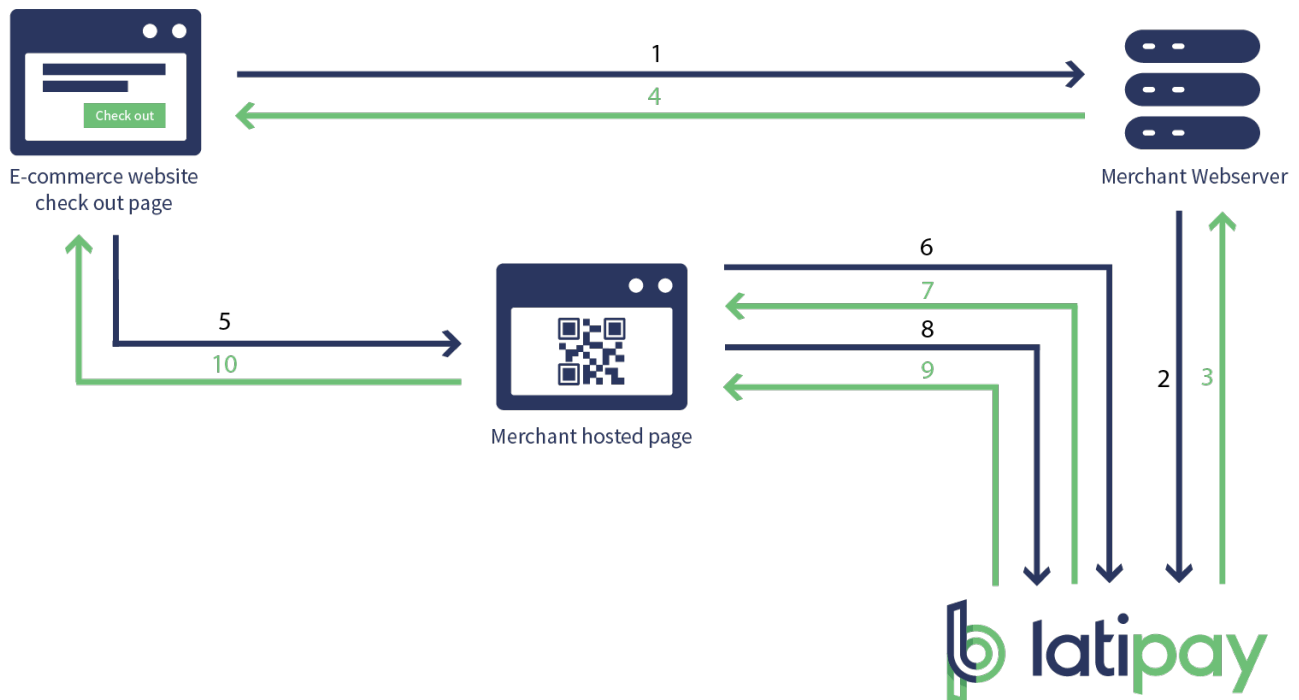 1
4
Check out
E-commerce website
check out page
Merchant Webserver
6
7
5
8
10
9
2
3
Merchant hosted page
latipay